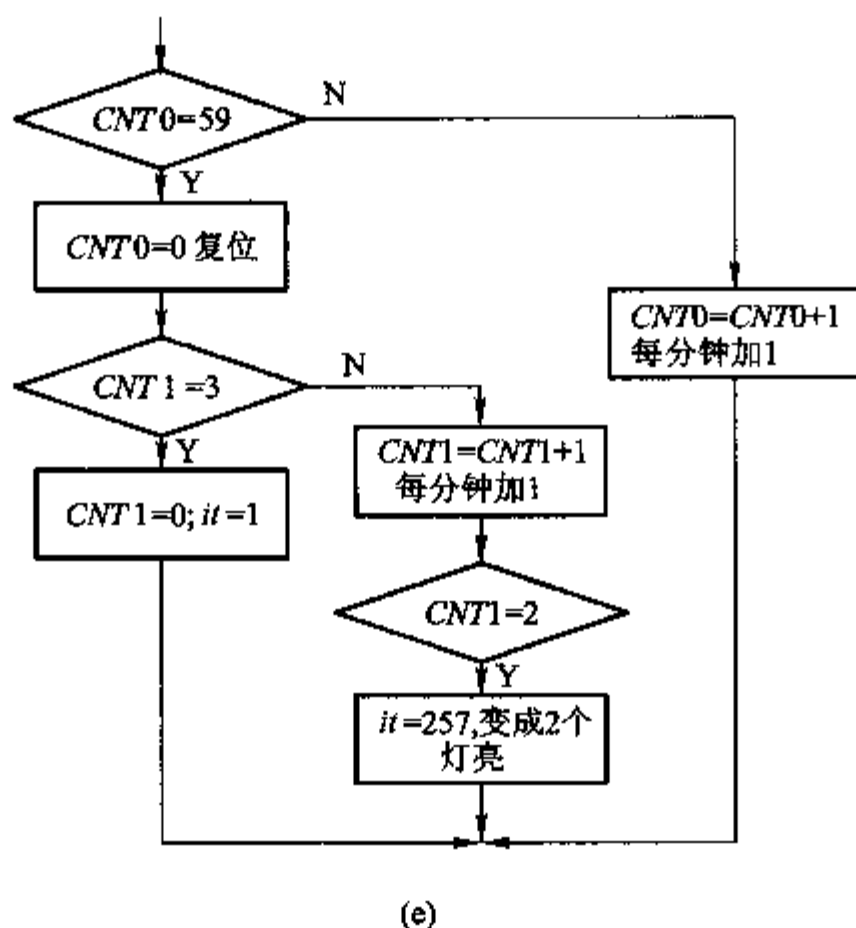 CNT0=59
N
Y
CNT0=0 复位
CNT0=CNT0+1
每分钟加1
CNT1=3
N
Y
CNT1=CNT1+1
每分钟加1
CNT1=0; it=1
CNT1=2
Y
it=257,变成2个
灯亮
(e)